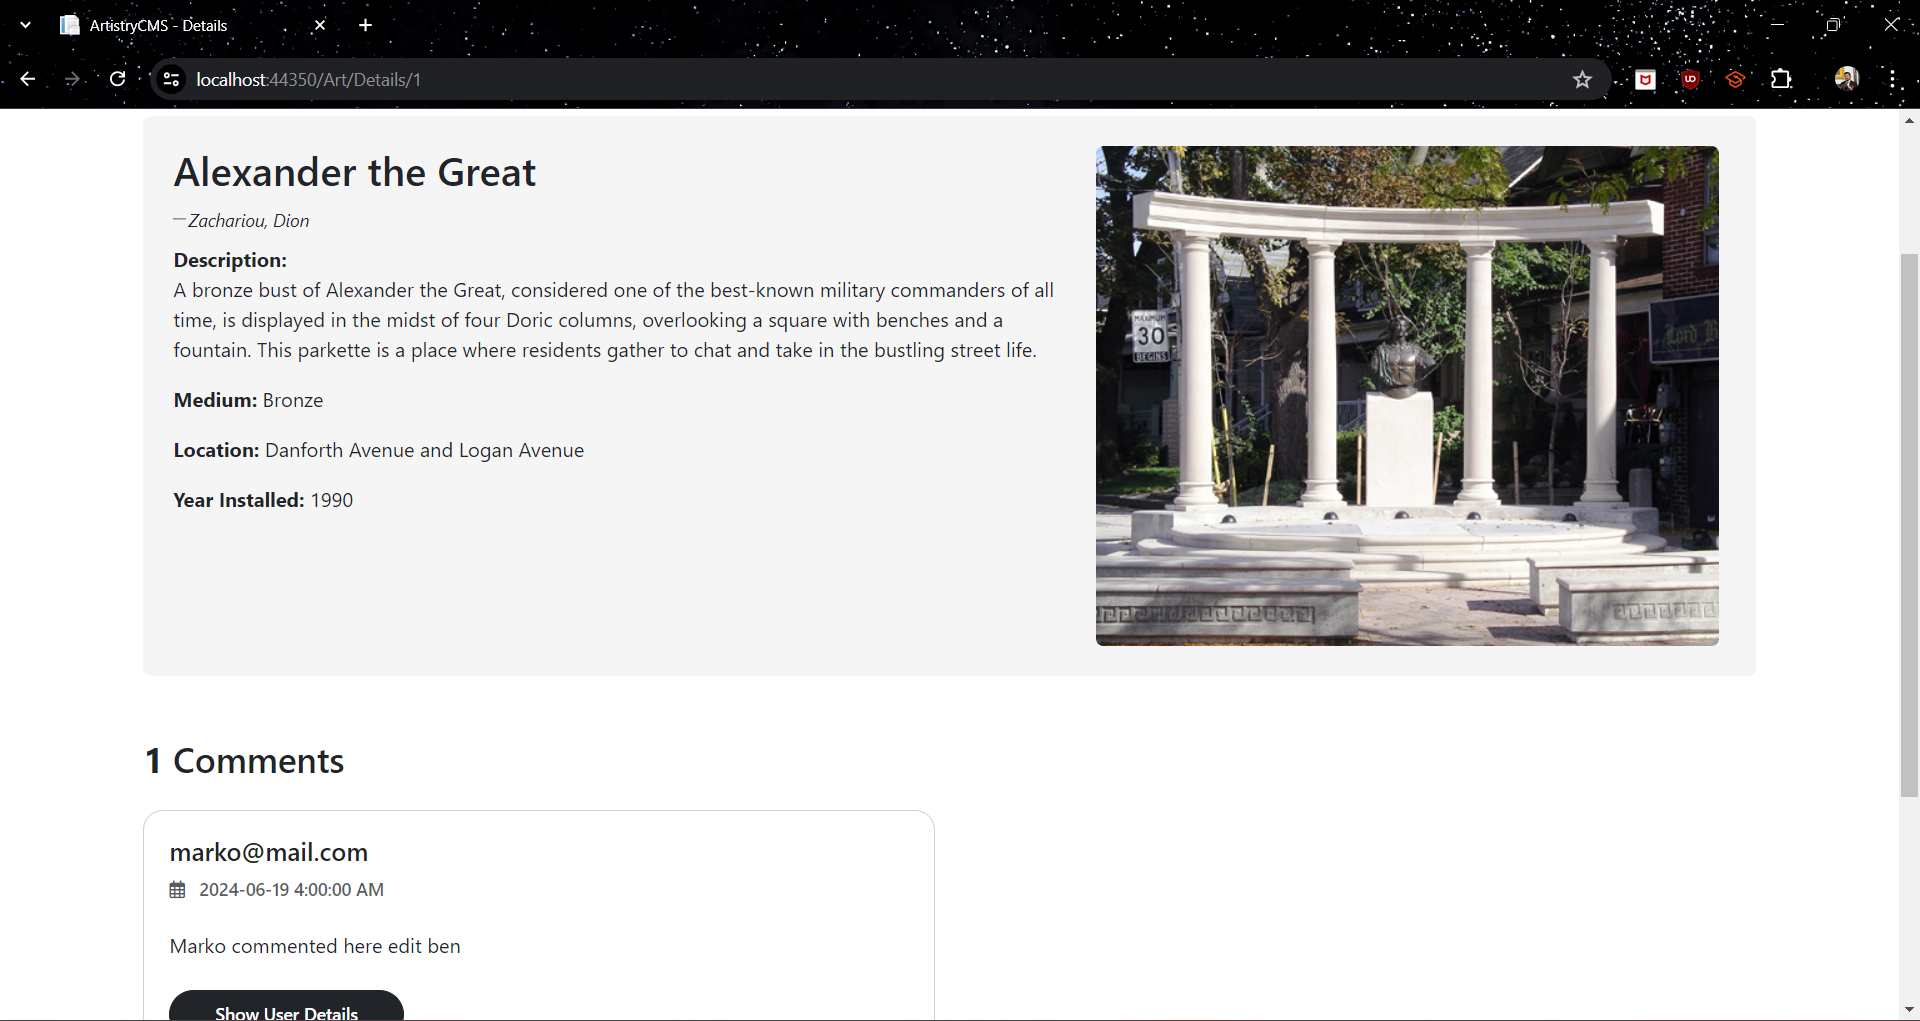 ArtistryCMS - Details
localhost:44350/Art/Details/1
Alexander the Great
—Zachariou, Dion
Description:
A bronze bust of Alexander the Great, considered one of the best-known military commanders of all
time, is displayed in the midst of four Doric columns, overlooking a square with benches and a
fountain. This parkette is a place where residents gather to chat and take in the bustling street life.
Medium: Bronze
Location: Danforth Avenue and Logan Avenue
Year Installed: 1990
MAXIMUM
30
BEGINS
Lord
1 Comments
marko@mail.com
2024-06-19 4:00:00 AM
Marko commented here edit ben
Show User Details